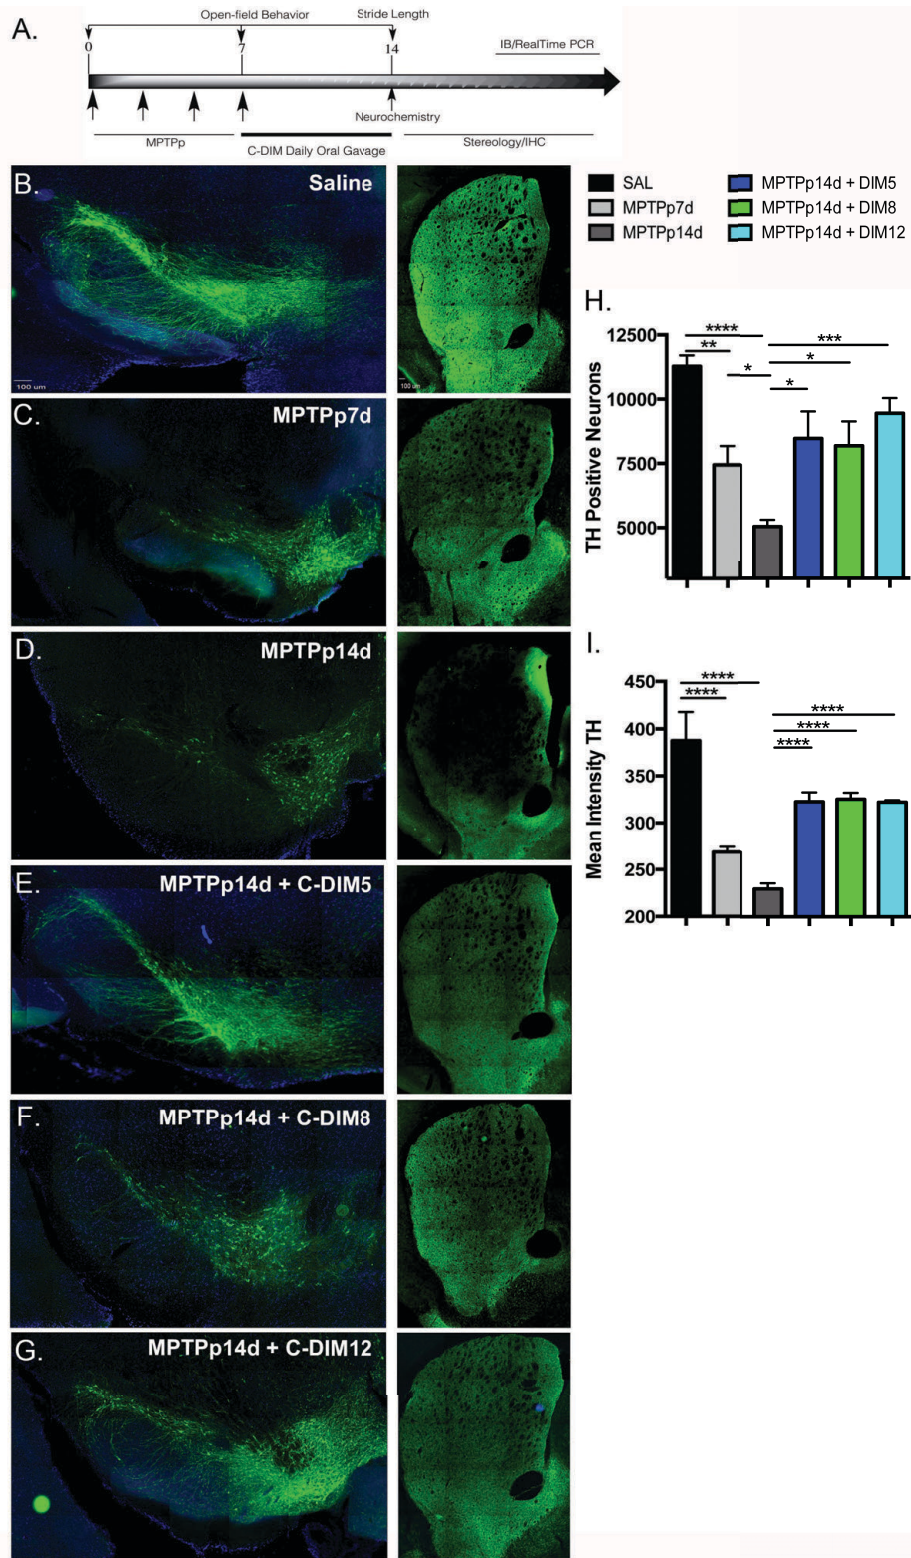 A.
Open-field Behavior
Stride Length
0
7
14
IB/RealTime PCR
Neurochemistry
MPTPp
C-DIM Daily Oral Gavage
Stereology/IHC
B.
Saline
100 um
100 um
C.
MPTPp7d
D.
MPTPp14d
E.
MPTPp14d + C-DIM5
F.
MPTPp14d + C-DIM8
G.
MPTPp14d + C-DIM12
SAL
MPTPp7d
MPTPp14d
MPTPp14d + DIM5
MPTPp14d + DIM8
MPTPp14d + DIM12
H.
TH Positive Neurons
12500
10000
7500
5000
****
**
*
*
*
***
I.
Mean Intensity TH
450
400
350
300
250
200
****
****
****
****
****